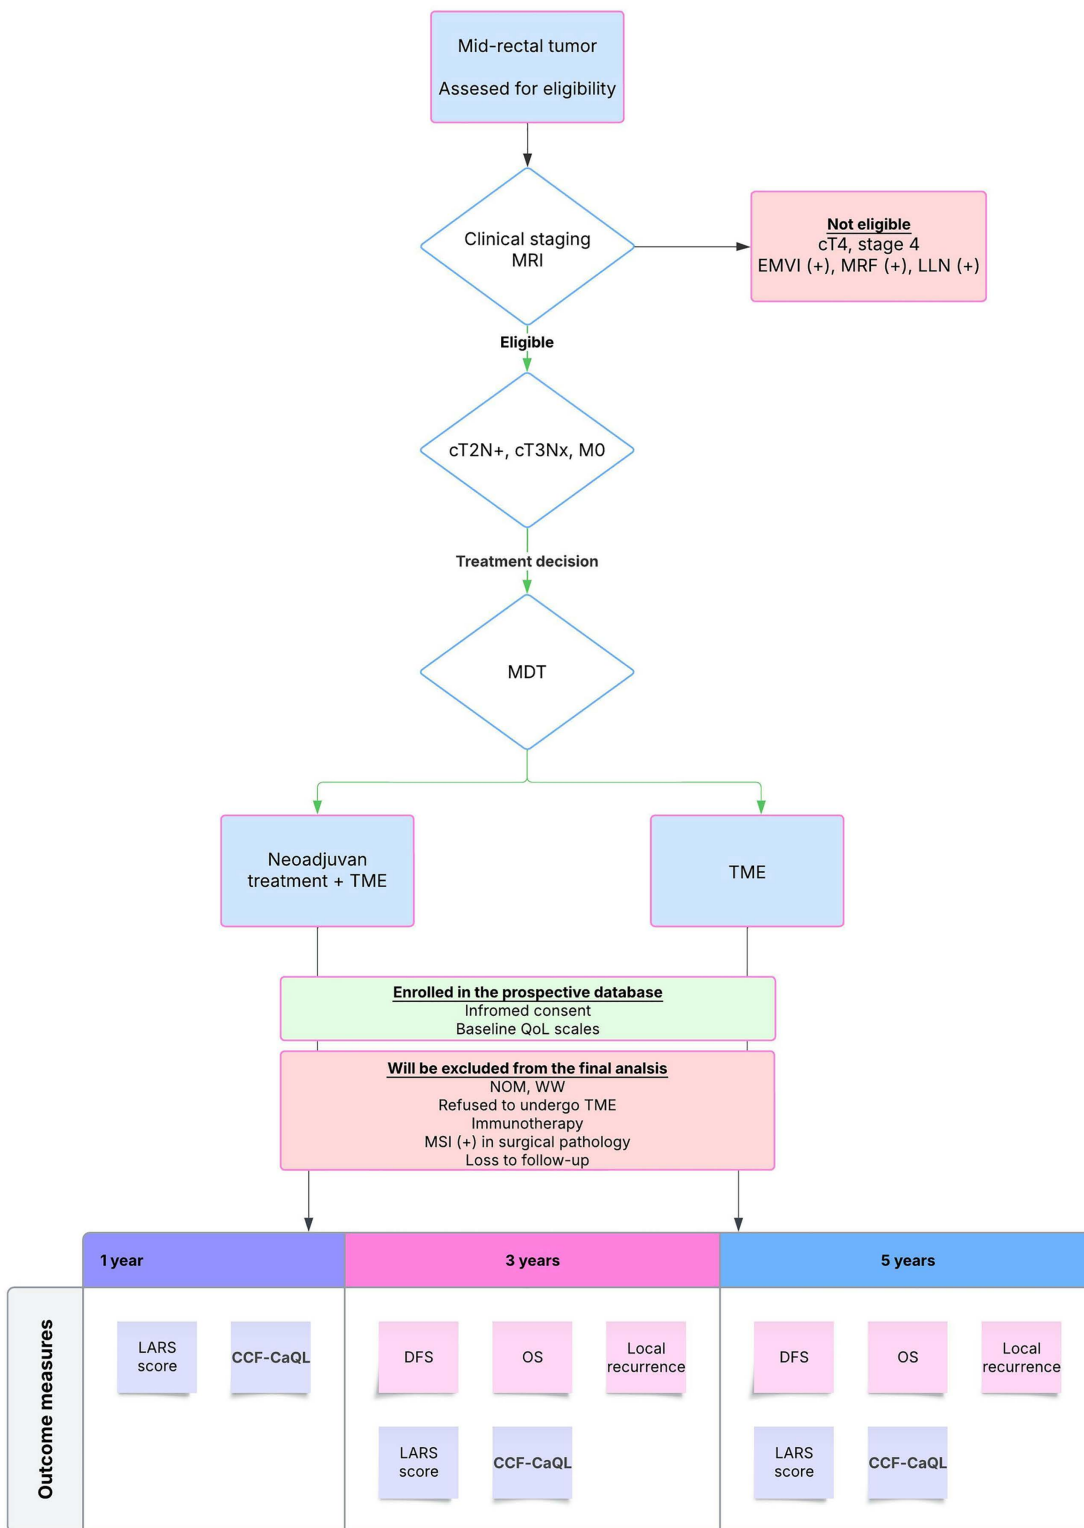 Mid-rectal tumor
Assesed for eligibility
Clinical staging
MRI
Not eligible
cT4, stage 4
EMVI (+), MRF (+), LLN (+)
Eligible
cT2N+, cT3Nx, M0
Treatment decision
MDT
Neoadjuvan
treatment + TME
TME
Enrolled in the prospective database
Infromed consent
Baseline QoL scales
Will be excluded from the final analsis
NOM, WW
Refused to undergo TME
Immunotherapy
MSI (+) in surgical pathology
Loss to follow-up
1 year
3 years
5 years
Outcome measures
LARS
score
CCF-CaQL
DFS
OS
Local
recurrence
LARS
score
CCF-CaQL
DFS
OS
Local
recurrence
LARS
score
CCF-CaQL